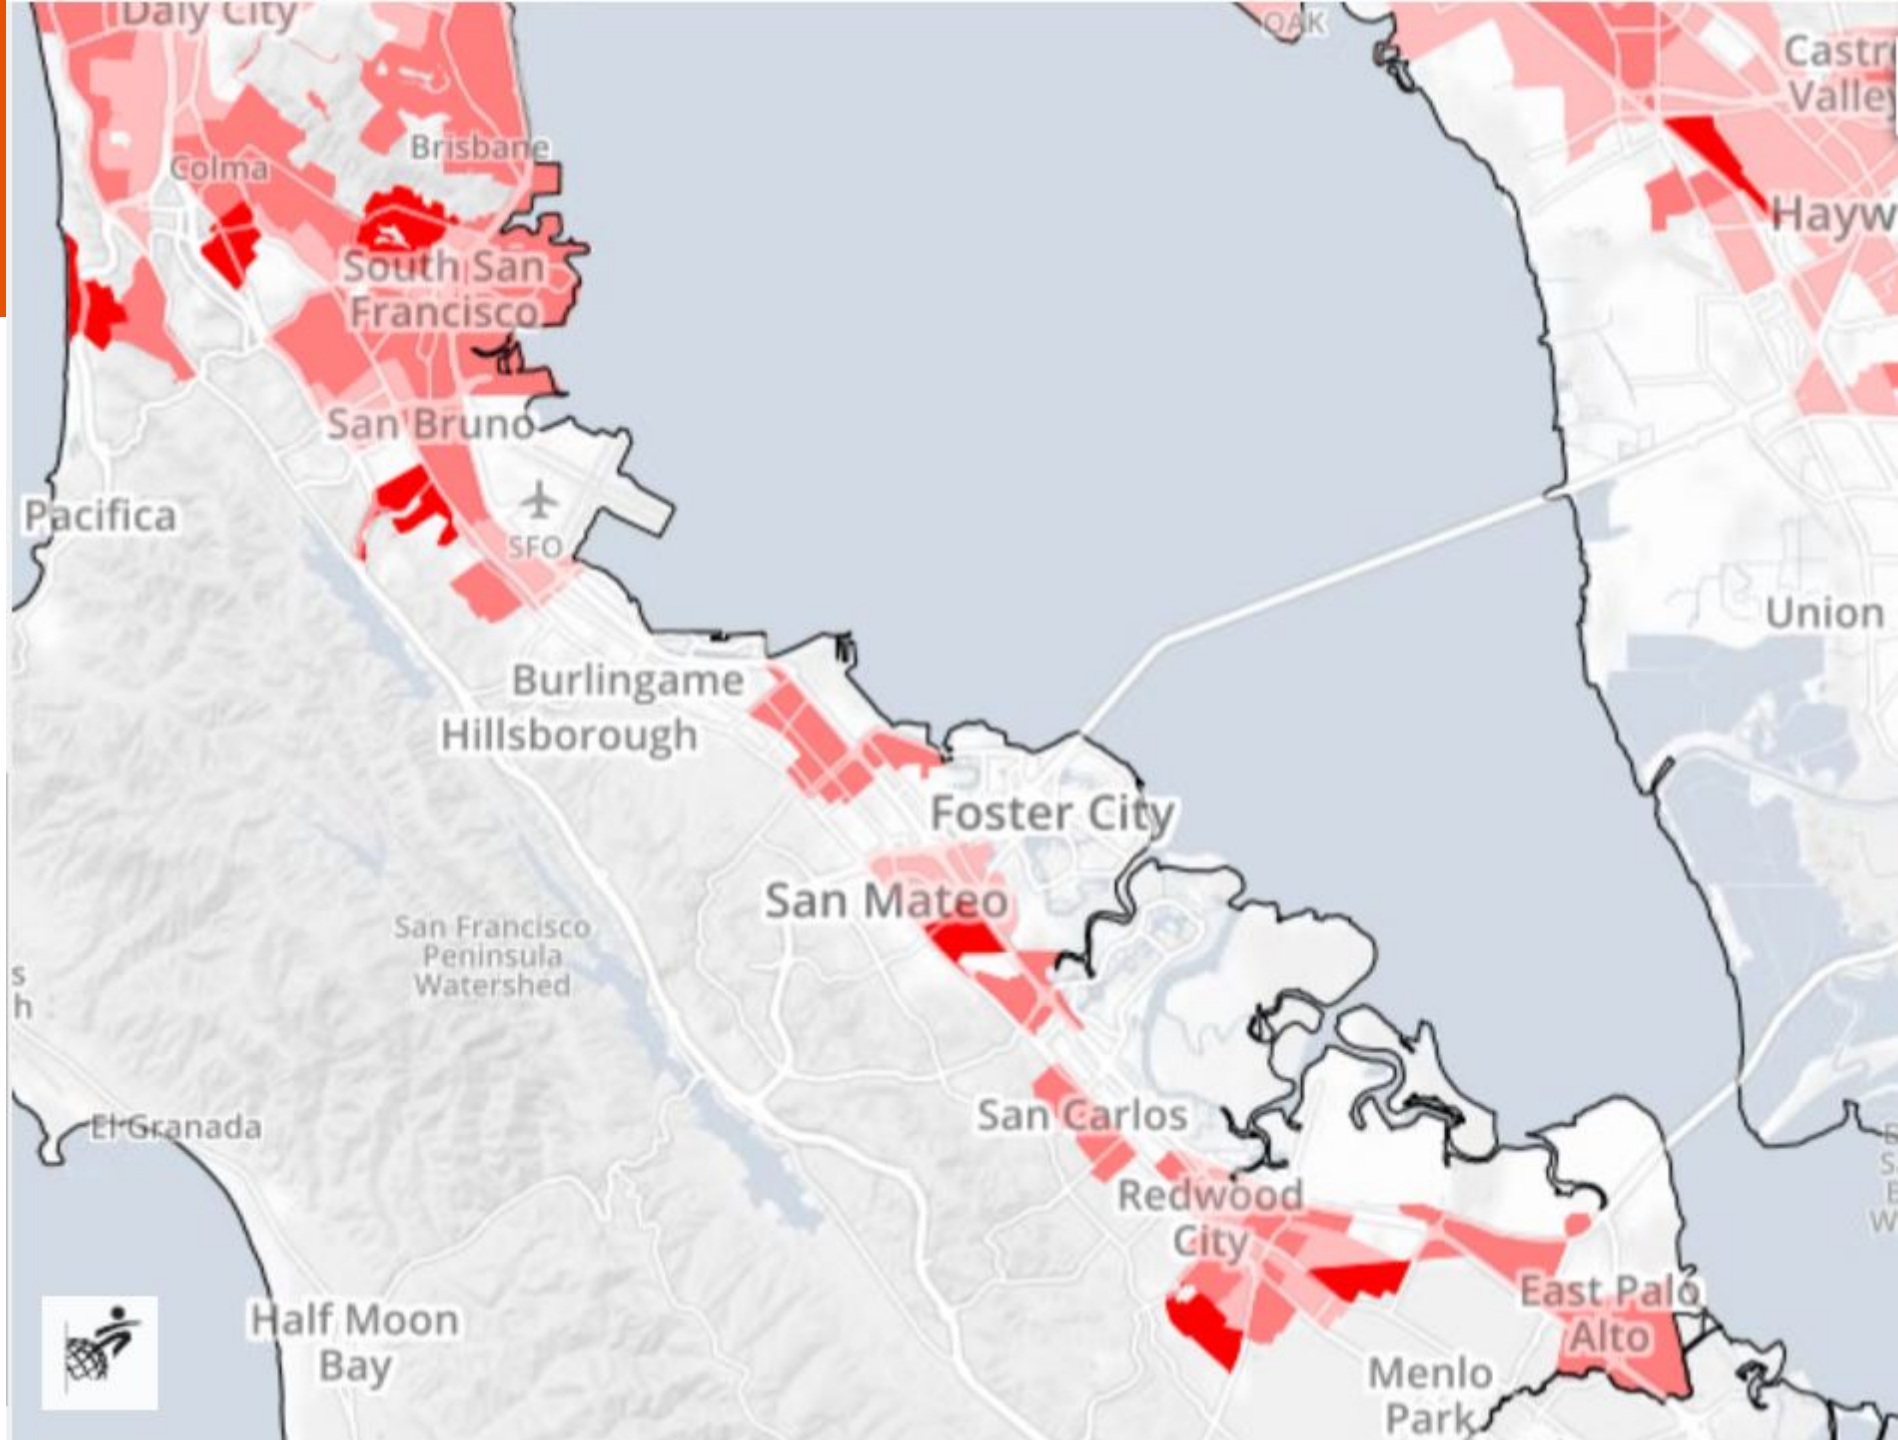 Daly City
OAK
Castr
Valley
Brisbane
Colma
Hayw
South San
Francisco
San Bruno
Pacifica
SFO
Union
Burlingame
Hillsborough
Foster City
San Mateo
San Francisco
Peninsula
Watershed
s
h
San Carlos
El Granada
Redwood
City
East Palo
Alto
Half Moon
Bay
Menlo
Park